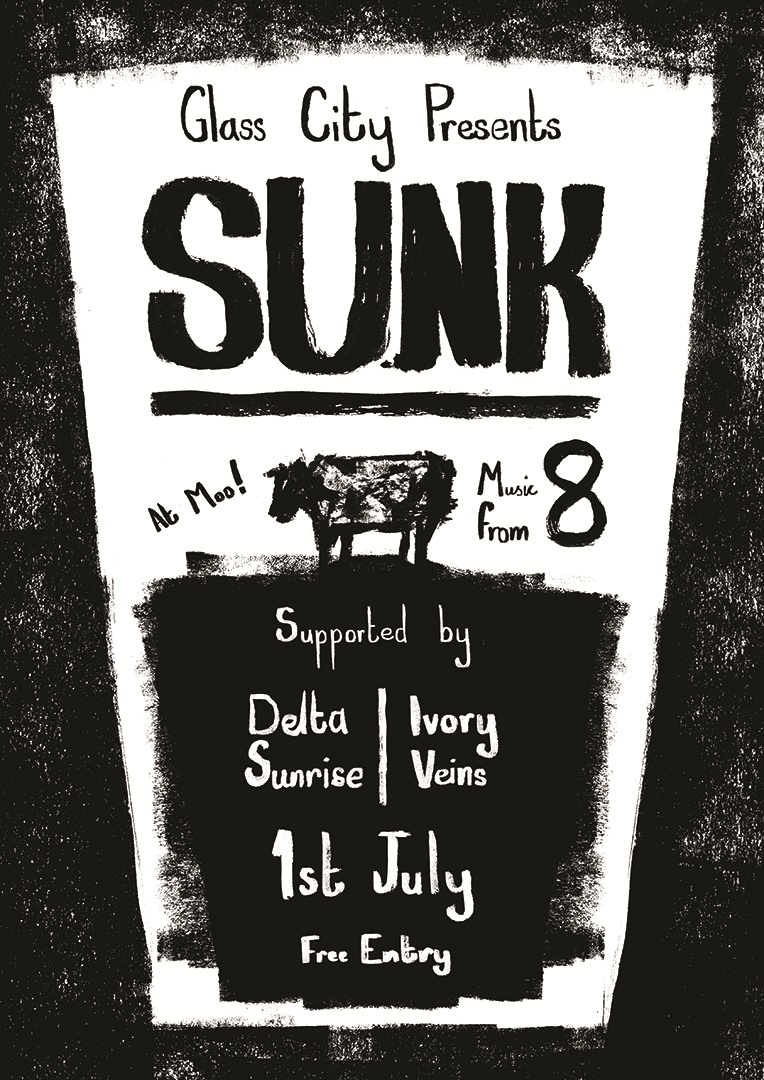 Glass City Presents
SUNK
At Moo!
Music
from 8
Supported by
Delta
Sunrise
Ivory
Veins
1st July
Free Entry